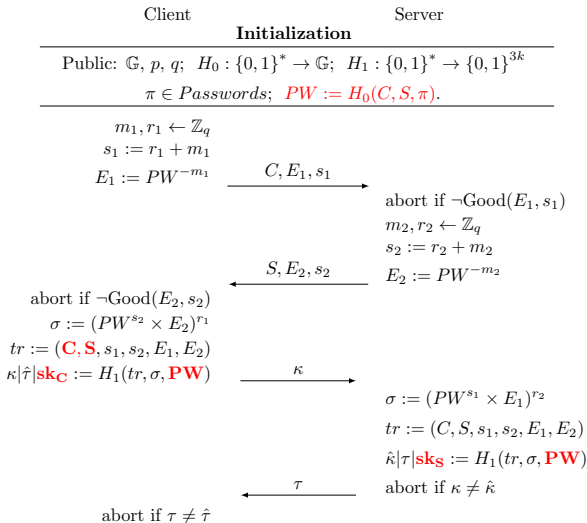 Client Server
Initialization
Public: 𝔾, p, q; H₀ : {0, 1}* → 𝔾; H₁ : {0, 1}* → {0, 1}³ᵏ
π ∈ Passwords; PW := H₀(C, S, π).
m₁, r₁ ← ℤ_q
s₁ := r₁ + m₁
E₁ := PW^{−m₁}
C, E₁, s₁
abort if ¬Good(E₁, s₁)
m₂, r₂ ← ℤ_q
s₂ := r₂ + m₂
S, E₂, s₂
E₂ := PW^{−m₂}
abort if ¬Good(E₂, s₂)
σ := (PW^{s₂} × E₂)^{r₁}
tr := (C, S, s₁, s₂, E₁, E₂)
κ|τ̂|sk_C := H₁(tr, σ, PW)
κ
σ := (PW^{s₁} × E₁)^{r₂}
tr := (C, S, s₁, s₂, E₁, E₂)
κ̂|τ|sk_S := H₁(tr, σ, PW)
τ
abort if κ ≠ κ̂
abort if τ ≠ τ̂